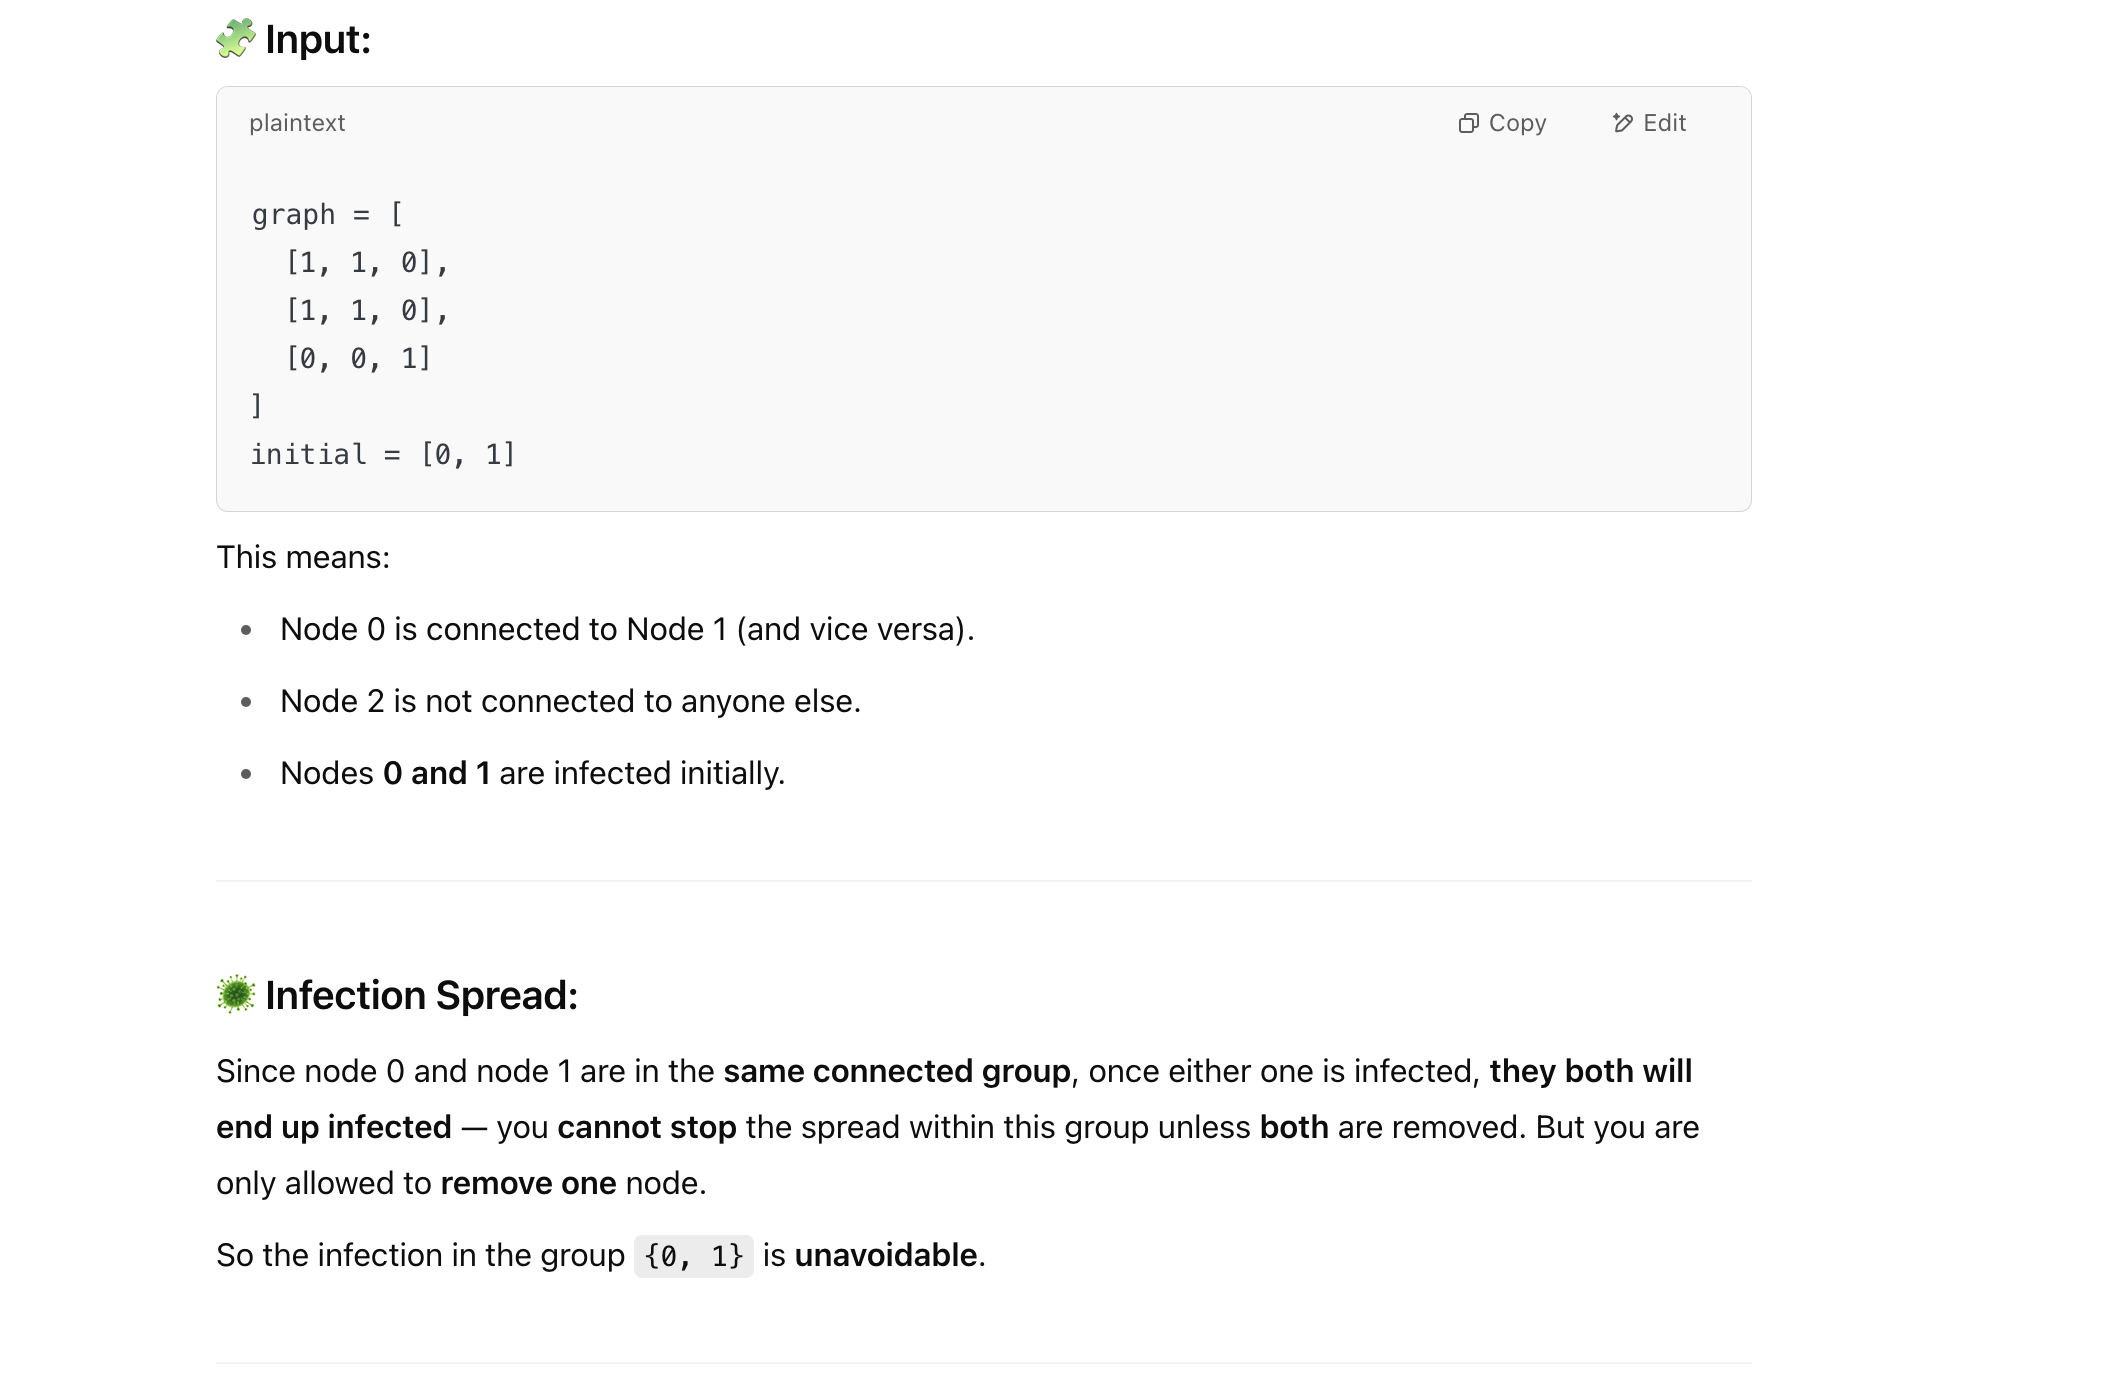 Input:
plaintext
Copy
Edit
graph = [
[1, 1, 0],
[1, 1, 0],
[0, 0, 1]
]
initial = [0, 1]
This means:
Node 0 is connected to Node 1 (and vice versa).
Node 2 is not connected to anyone else.
Nodes 0 and 1 are infected initially.
Infection Spread:
Since node 0 and node 1 are in the same connected group, once either one is infected, they both will
end up infected — you cannot stop the spread within this group unless both are removed. But you are
only allowed to remove one node.
So the infection in the group {0, 1} is unavoidable.